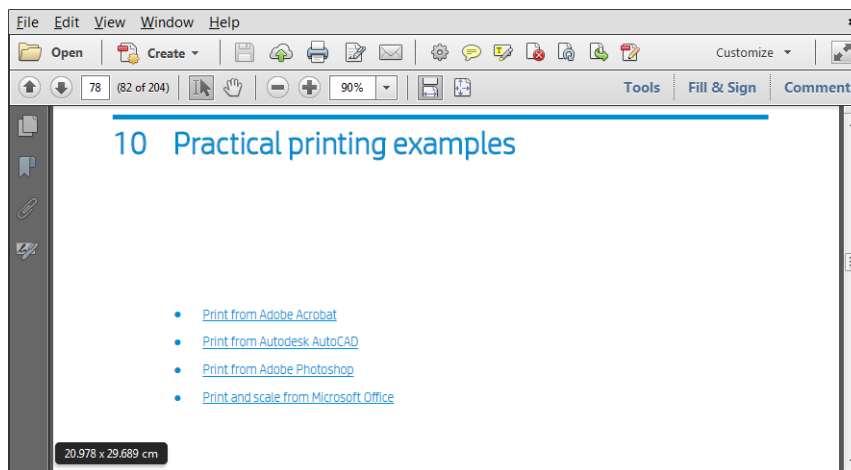 File Edit View Window Help
Open Create Customize
78 (82 of 204) 90% Tools Fill & Sign Comment
10 Practical printing examples
• Print from Adobe Acrobat
• Print from Autodesk AutoCAD
• Print from Adobe Photoshop
• Print and scale from Microsoft Office
20.978 x 29.689 cm